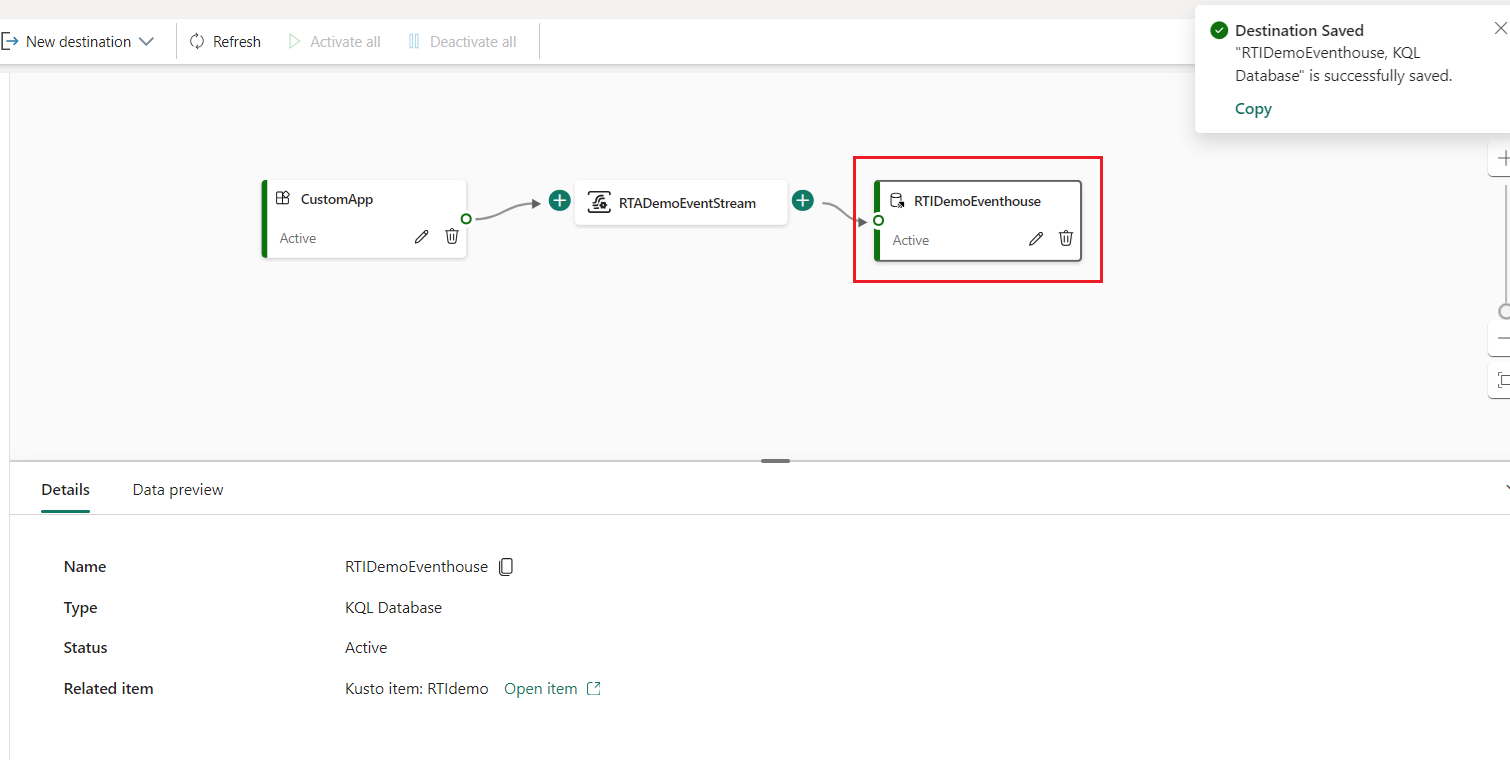 New destination
Refresh
Activate all
Deactivate all
Destination Saved
"RTIDemoEventhouse, KQL
Database" is successfully saved.
Copy
CustomApp
Active
RTADemoEventStream
RTIDemoEventhouse
Active
Details
Data preview
Name
RTIDemoEventhouse
Type
KQL Database
Status
Active
Related item
Kusto item: RTIdemo
Open item